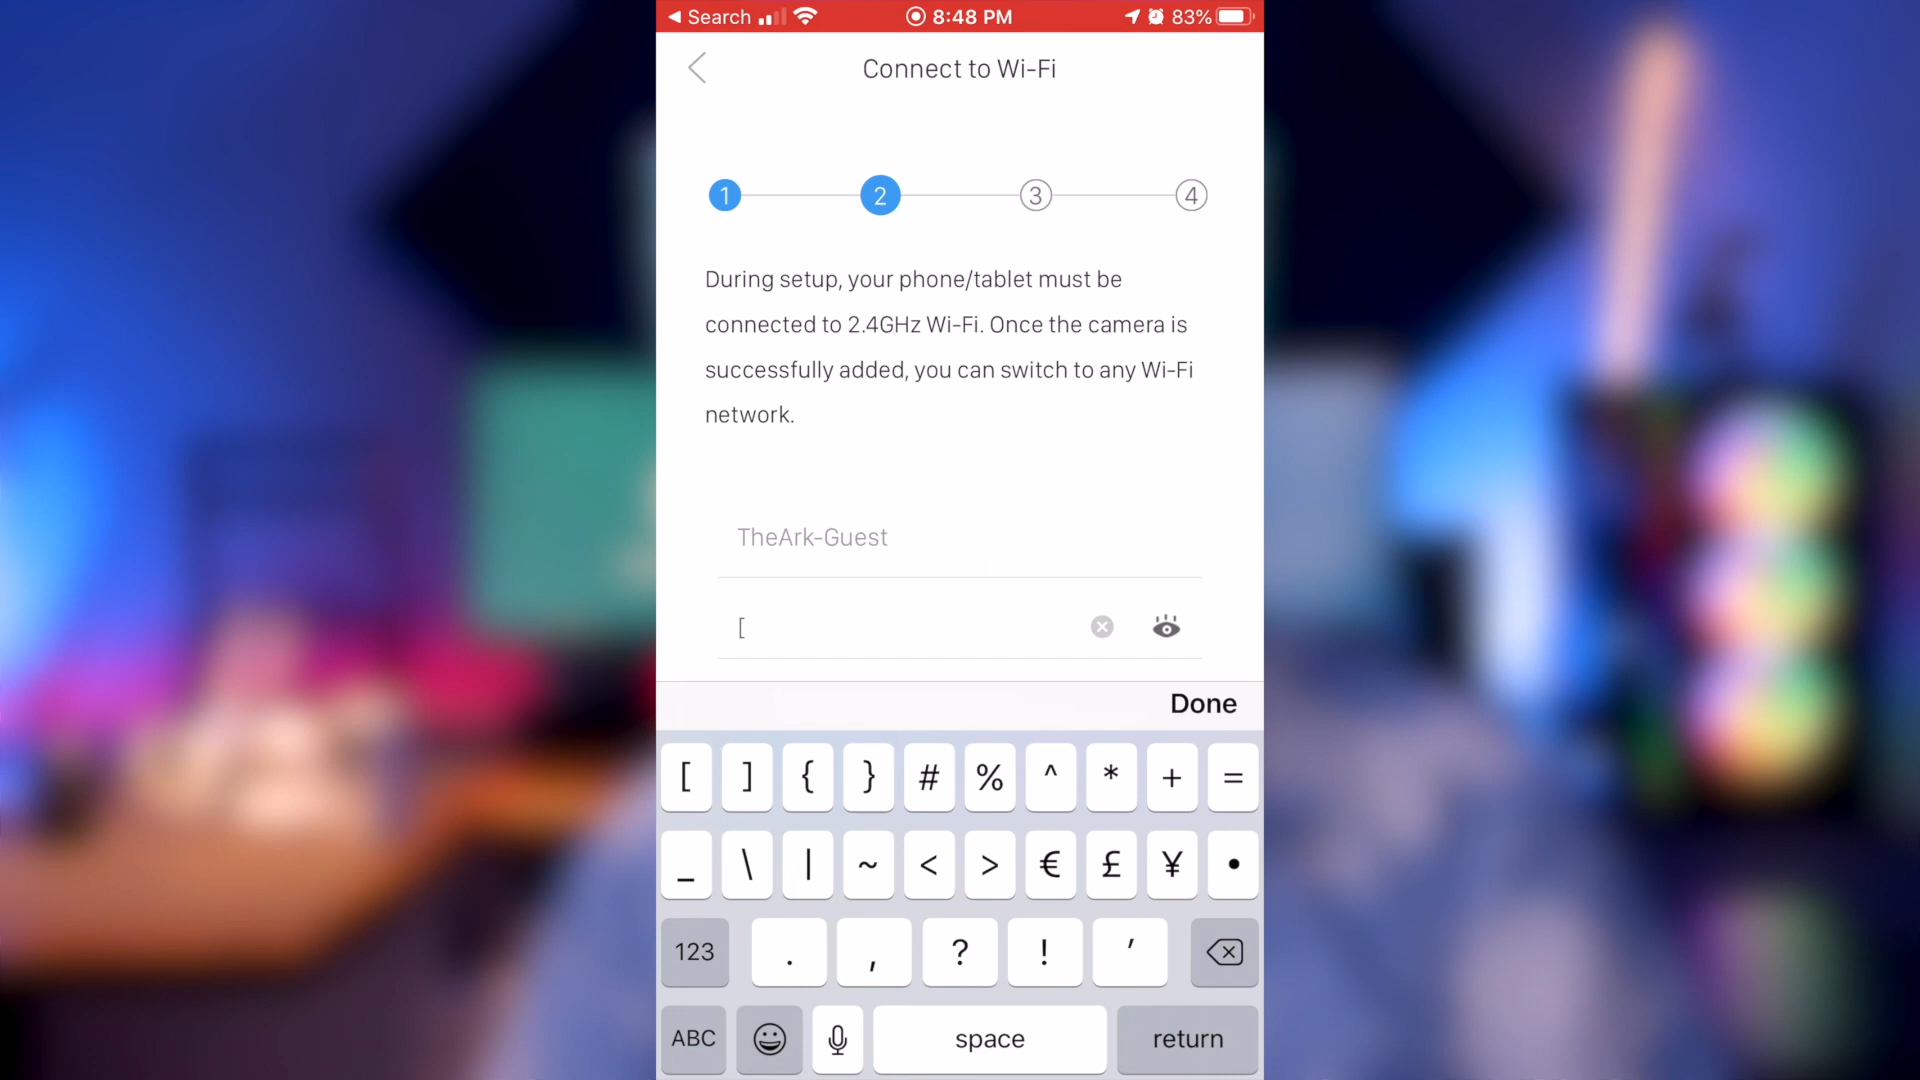 Search 8:48 PM 83%
Connect to Wi-Fi
1 2 3 4
During setup, your phone/tablet must be
connected to 2.4GHz Wi-Fi. Once the camera is
successfully added, you can switch to any Wi-Fi
network.
TheArk-Guest
[
Done
[ ] { } # % ^ * + =
_ \ | ~ < > € £ ¥ •
123 . , ? ! ’
ABC space return